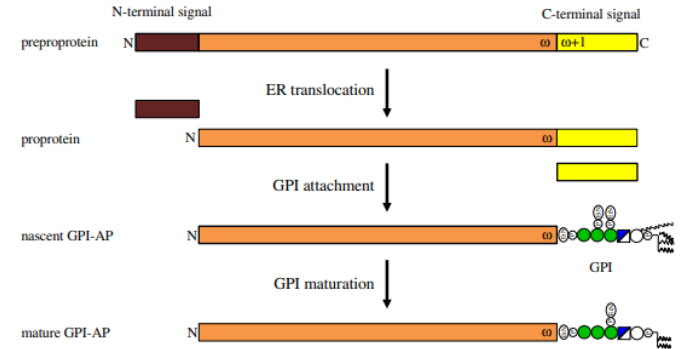 N-terminal signal
C-terminal signal
preproprotein N ω ω+1 C
ER translocation
proprotein N ω
GPI attachment
nascent GPI-AP N ω
GPI
GPI maturation
mature GPI-AP N ω